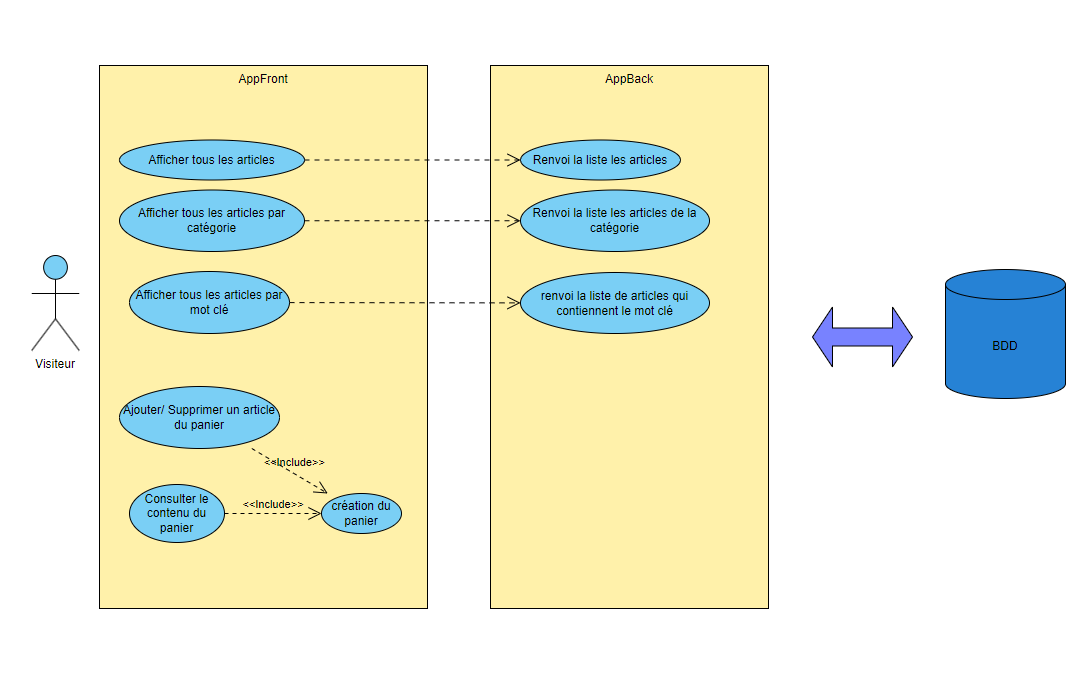 AppFront
AppBack
Afficher tous les articles
Renvoi la liste les articles
Afficher tous les articles par
catégorie
Renvoi la liste les articles de la
catégorie
Afficher tous les articles par
mot clé
renvoi la liste de articles qui
contiennent le mot clé
Visiteur
BDD
Ajouter/ Supprimer un article
du panier
<<Include>>
Consulter le
contenu du
panier
<<Include>>
création du
panier